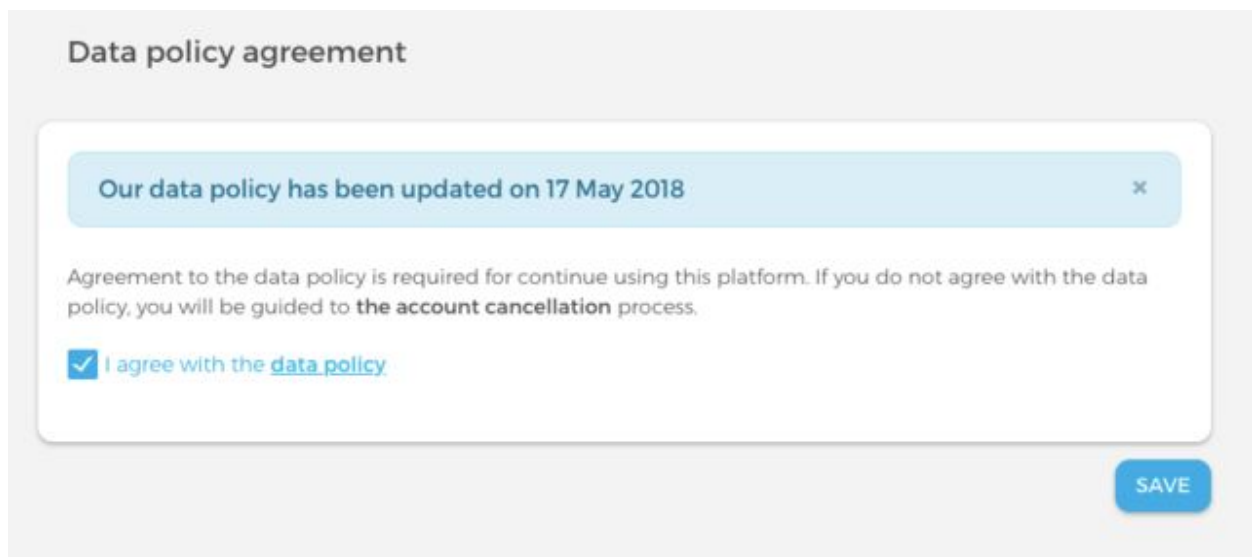 Data policy agreement
Our data policy has been updated on 17 May 2018
×
Agreement to the data policy is required for continue using this platform. If you do not agree with the data
policy, you will be guided to the account cancellation process.
I agree with the data policy
SAVE